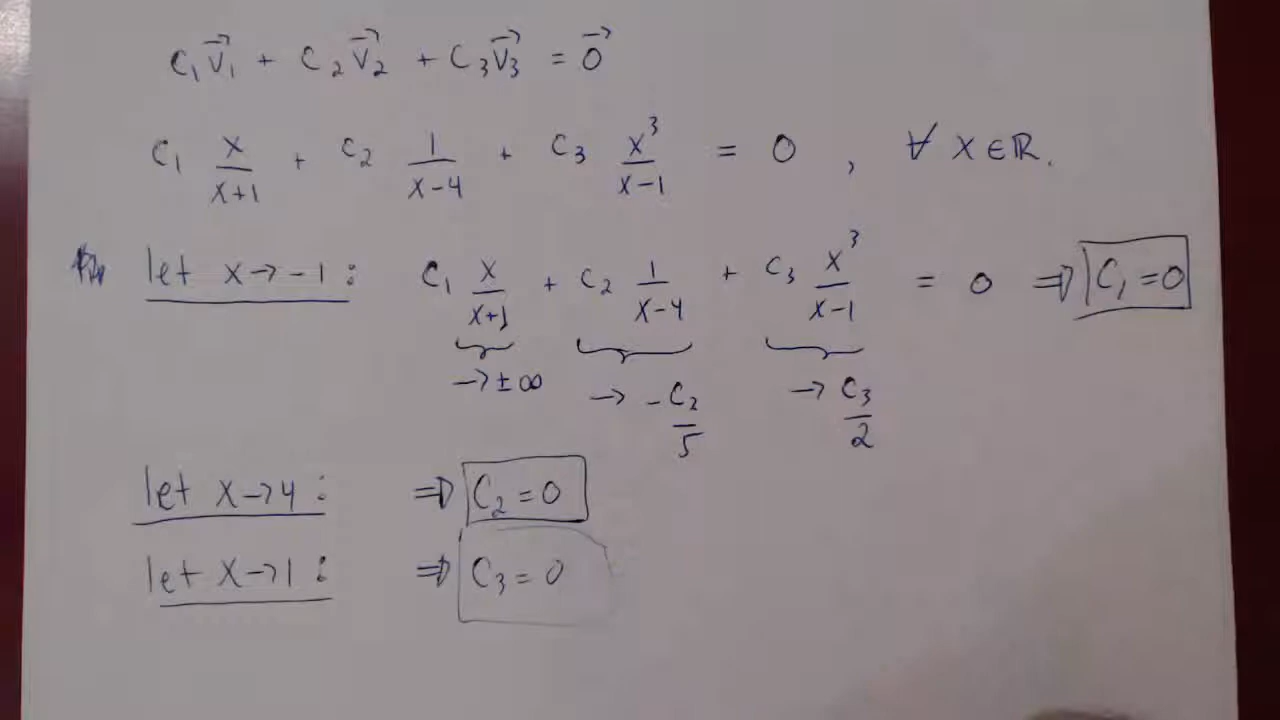 C₁V⃗₁ + C₂V⃗₂ + C₃V⃗₃ = 0⃗
C₁ x/(x+1) + C₂ 1/(x-4) + C₃ x³/(x-1) = 0 , ∀ x∈ℝ.
let x→-1: C₁ x/(x+1) + C₂ 1/(x-4) + C₃ x³/(x-1) = 0 ⇒ C₁=0
→±∞ → -C₂/5 → C₃/2
let x→4: ⇒ C₂=0
let x→1: ⇒ C₃=0